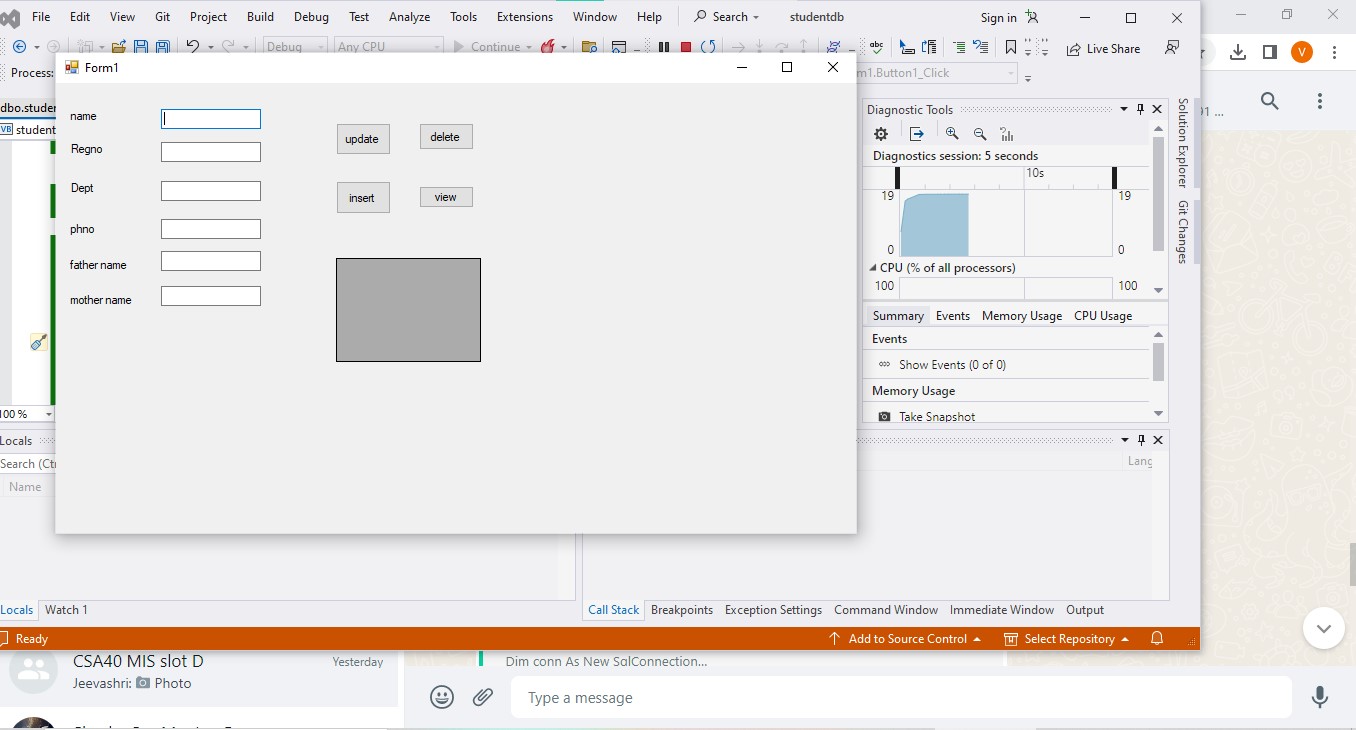 File Edit View Git Project Build Debug Test Analyze Tools Extensions Window Help Search studentdb Sign in
Debug Any CPU Continue Live Share
Process: m1.Button1_Click
Form1
V
dbo.studen
VB student
name
Regno
Dept
phno
father name
mother name
update
delete
insert
view
Diagnostic Tools
Diagnostics session: 5 seconds
10s
19 19
0 0
CPU (% of all processors)
100 100
Summary Events Memory Usage CPU Usage
Events
Show Events (0 of 0)
Memory Usage
Take Snapshot
Solution Explorer
Git Changes
91 ...
100 %
Locals
Search (Ctr
Name
Lang
Locals Watch 1
Call Stack Breakpoints Exception Settings Command Window Immediate Window Output
Ready Add to Source Control Select Repository
CSA40 MIS slot D Yesterday
Jeevashri: Photo
Dim conn As New SqlConnection...
Type a message